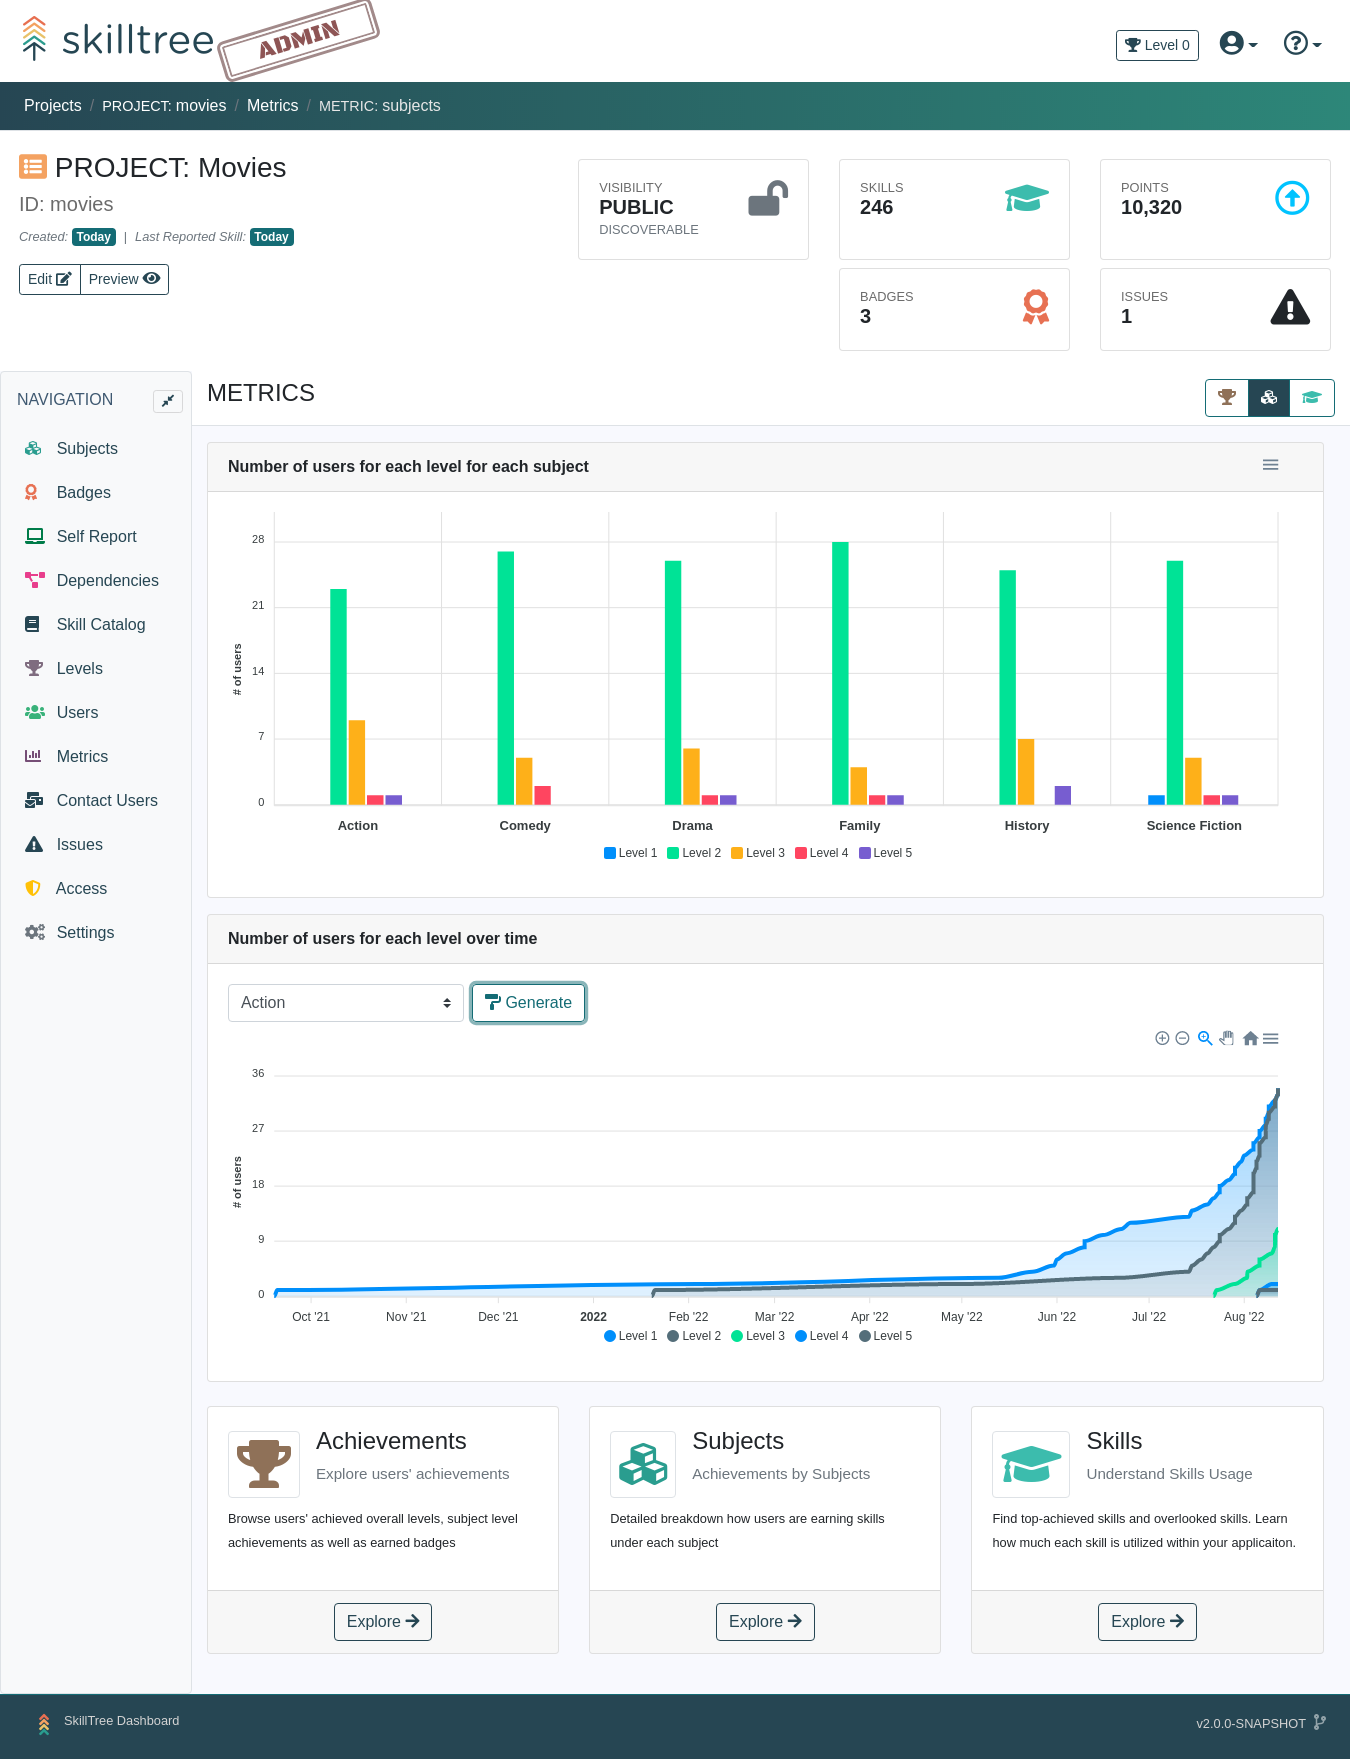 skilltree
ADMIN
Level 0
Projects / PROJECT: movies / Metrics / METRIC: subjects
PROJECT: Movies
ID: movies
Created: Today | Last Reported Skill: Today
Edit
Preview
VISIBILITY
PUBLIC
DISCOVERABLE
SKILLS
246
POINTS
10,320
BADGES
3
ISSUES
1
NAVIGATION
Subjects
Badges
Self Report
Dependencies
Skill Catalog
Levels
Users
Metrics
Contact Users
Issues
Access
Settings
METRICS
Number of users for each level for each subject
28
21
14
7
0
# of users
Action
Comedy
Drama
Family
History
Science Fiction
Level 1 Level 2 Level 3 Level 4 Level 5
Number of users for each level over time
Action
Generate
36
27
18
9
0
# of users
Oct '21
Nov '21
Dec '21
2022
Feb '22
Mar '22
Apr '22
May '22
Jun '22
Jul '22
Aug '22
Level 1 Level 2 Level 3 Level 4 Level 5
Achievements
Explore users' achievements
Browse users' achieved overall levels, subject level
achievements as well as earned badges
Explore
Subjects
Achievements by Subjects
Detailed breakdown how users are earning skills
under each subject
Explore
Skills
Understand Skills Usage
Find top-achieved skills and overlooked skills. Learn
how much each skill is utilized within your applicaiton.
Explore
SkillTree Dashboard
v2.0.0-SNAPSHOT